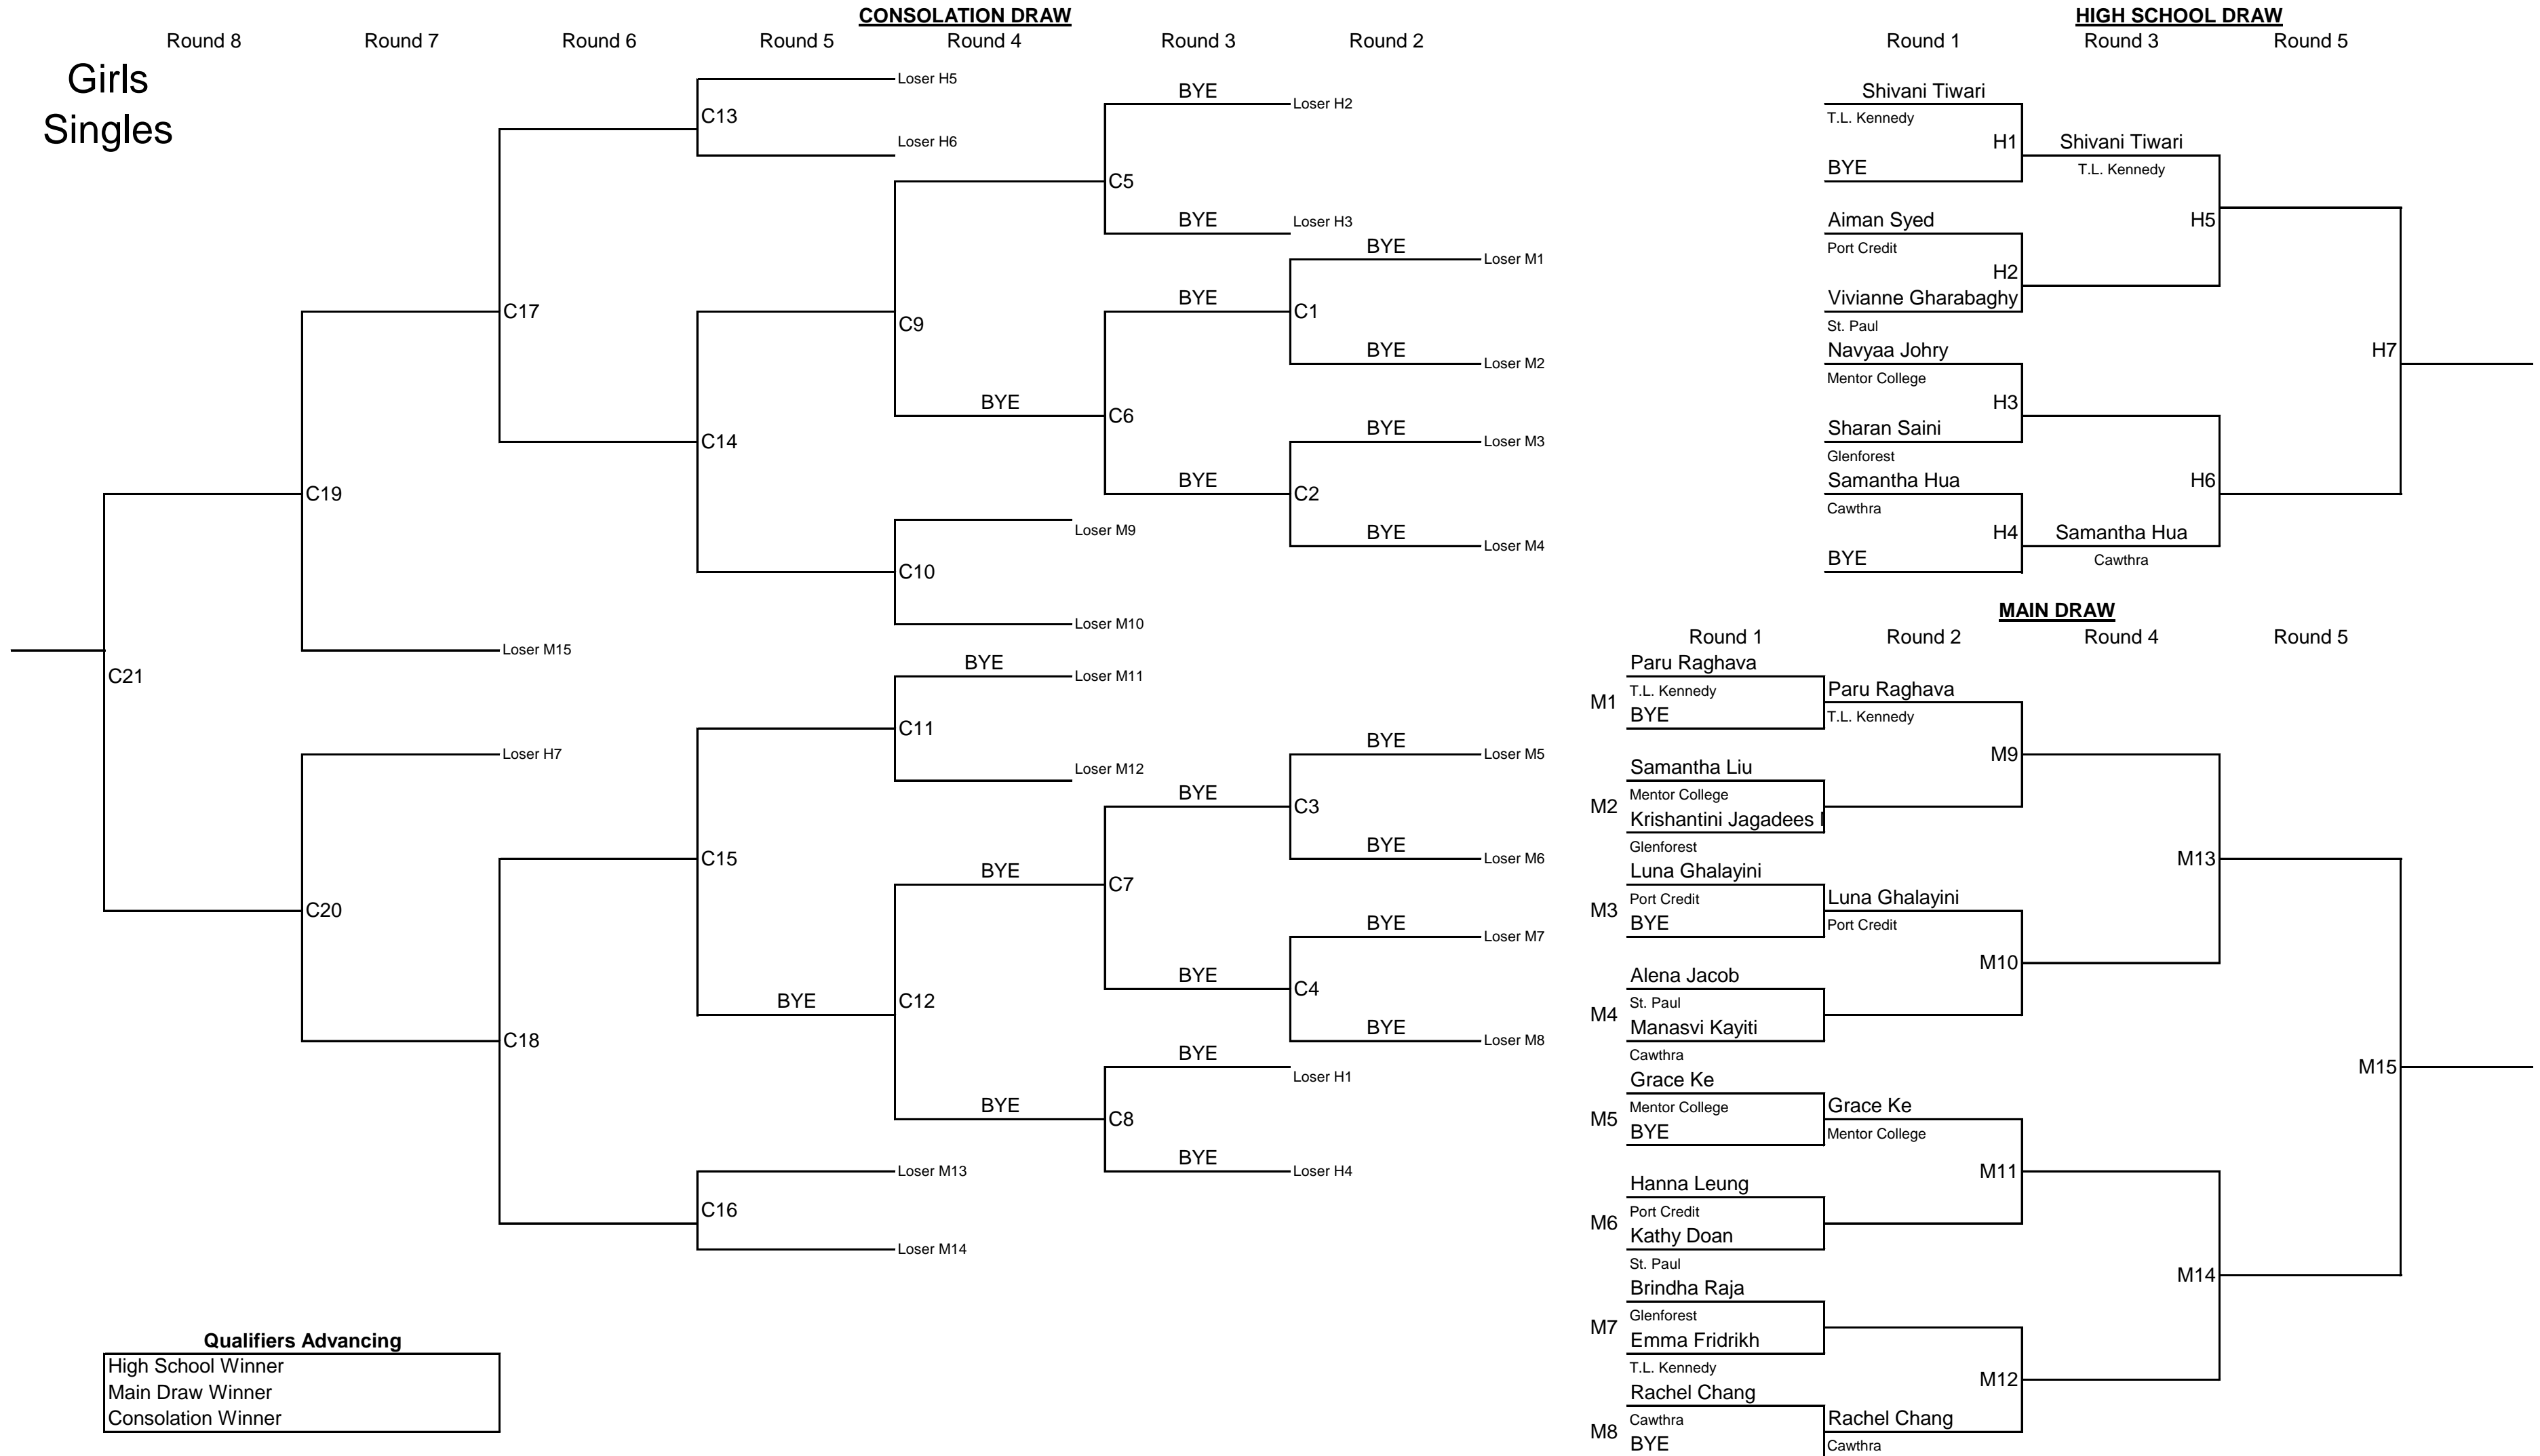 CONSOLATION DRAW
Round 8 Round 7 Round 6 Round 5 Round 4 Round 3 Round 2
Girls
Singles
Loser H5
C13
Loser H6
BYE
Loser H2
C5
BYE
Loser H3
BYE
Loser M1
BYE
C1
C17
C9
BYE
Loser M2
BYE
C6
C14
BYE
Loser M3
BYE
C2
C19
BYE
Loser M4
Loser M9
C10
Loser M10
Loser M15
C21
BYE
Loser M11
C11
Loser M12
Loser H7
BYE
Loser M5
BYE
C3
C15
BYE
Loser M6
BYE
C7
C20
BYE
Loser M7
BYE
C4
BYE
C12
BYE
Loser M8
C18
BYE
Loser H1
BYE
C8
BYE
Loser H4
Loser M13
C16
Loser M14
Qualifiers Advancing
High School Winner
Main Draw Winner
Consolation Winner
HIGH SCHOOL DRAW
Round 1 Round 3 Round 5
Shivani Tiwari
T.L. Kennedy
H1
Shivani Tiwari
BYE
T.L. Kennedy
Aiman Syed
H5
Port Credit
H2
Vivianne Gharabaghy
St. Paul
Navyaa Johry
H7
Mentor College
H3
Sharan Saini
Glenforest
Samantha Hua
H6
Cawthra
H4
Samantha Hua
BYE
Cawthra
MAIN DRAW
Round 1 Round 2 Round 4 Round 5
Paru Raghava
M1
T.L. Kennedy
Paru Raghava
BYE
T.L. Kennedy
M9
Samantha Liu
M2
Mentor College
Krishantini Jagadees
Glenforest
M13
Luna Ghalayini
M3
Port Credit
Luna Ghalayini
BYE
Port Credit
M10
Alena Jacob
M4
St. Paul
Manasvi Kayiti
Cawthra
M15
Grace Ke
M5
Mentor College
Grace Ke
BYE
Mentor College
M11
Hanna Leung
M6
Port Credit
Kathy Doan
St. Paul
M14
Brindha Raja
M7
Glenforest
Emma Fridrikh
T.L. Kennedy
M12
Rachel Chang
M8
Cawthra
Rachel Chang
BYE
Cawthra